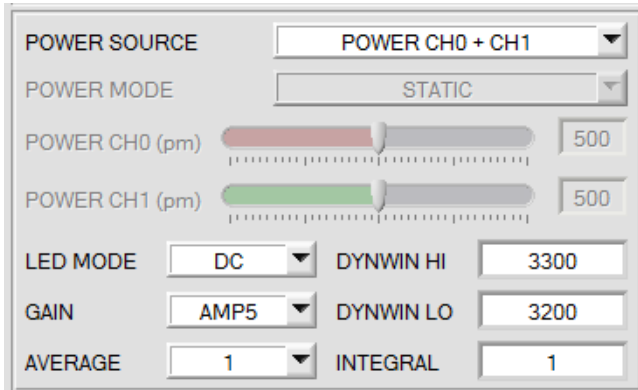 POWER SOURCE POWER CH0 + CH1
POWER MODE STATIC
POWER CH0 (pm) 500
POWER CH1 (pm) 500
LED MODE DC DYNWIN HI 3300
GAIN AMP5 DYNWIN LO 3200
AVERAGE 1 INTEGRAL 1